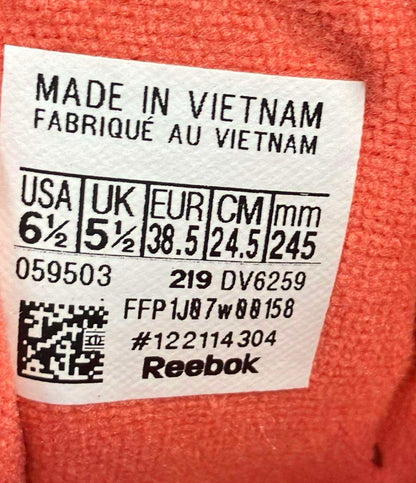 MADE IN VIETNAM
FABRIQUÉ AU VIETNAM
USA UK EUR CM mm
6½ 5½ 38.5 24.5 245
059503 219 DV6259
FFP1J07w00158
#122114304
Reebok